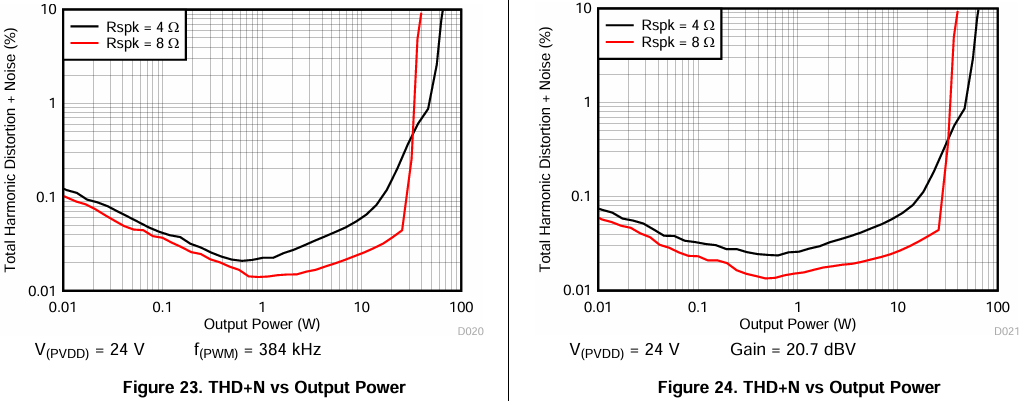 10
1
0.1
0.01
Total Harmonic Distortion + Noise (%)
Rspk = 4 Ω
Rspk = 8 Ω
0.01 0.1 1 10 100
Output Power (W)
D020
V(PVDD) = 24 V f(PWM) = 384 kHz
Figure 23. THD+N vs Output Power
10
1
0.1
0.01
Total Harmonic Distortion + Noise (%)
Rspk = 4 Ω
Rspk = 8 Ω
0.01 0.1 1 10 100
Output Power (W)
D021
V(PVDD) = 24 V Gain = 20.7 dBV
Figure 24. THD+N vs Output Power